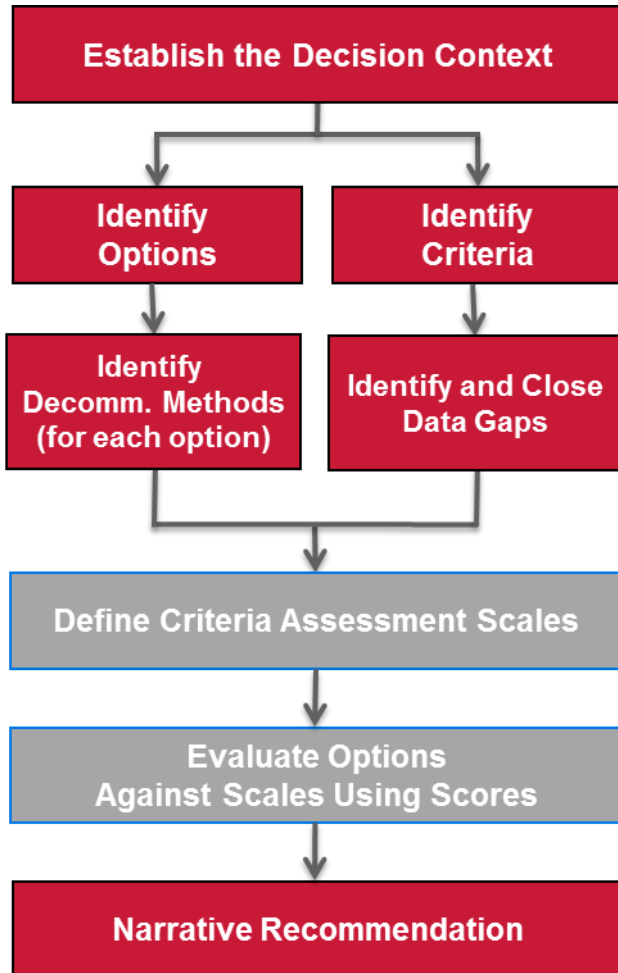 Establish the Decision Context
Identify
Options
Identify
Criteria
Identify
Decomm. Methods
(for each option)
Identify and Close
Data Gaps
Define Criteria Assessment Scales
Evaluate Options
Against Scales Using Scores
Narrative Recommendation